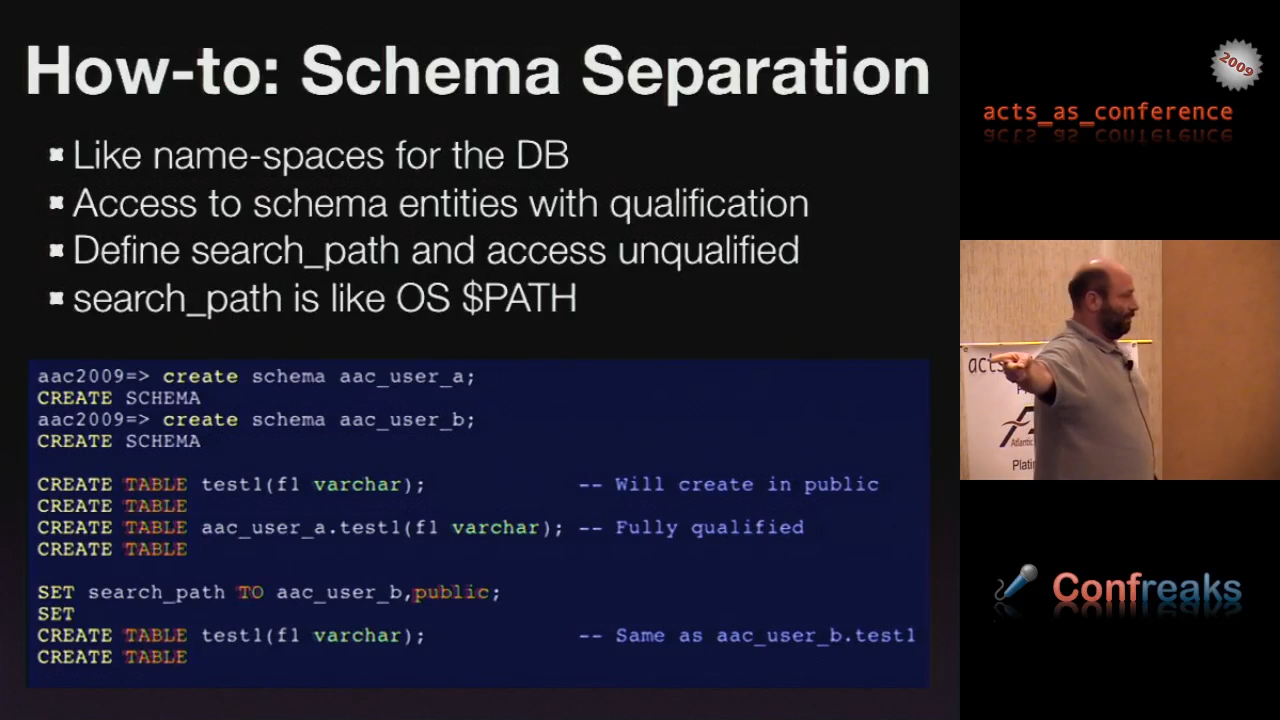 How-to: Schema Separation
Like name-spaces for the DB
Access to schema entities with qualification
Define search_path and access unqualified
search_path is like OS $PATH
aac2009=> create schema aac_user_a;
CREATE SCHEMA
aac2009=> create schema aac_user_b;
CREATE SCHEMA
CREATE TABLE test1(f1 varchar); -- Will create in public
CREATE TABLE
CREATE TABLE aac_user_a.test1(f1 varchar); -- Fully qualified
CREATE TABLE
SET search_path TO aac_user_b,public;
SET
CREATE TABLE test1(f1 varchar); -- Same as aac_user_b.test1
CREATE TABLE
2009
acts_as_conference
acts
Atlantic
Plati
Confreaks